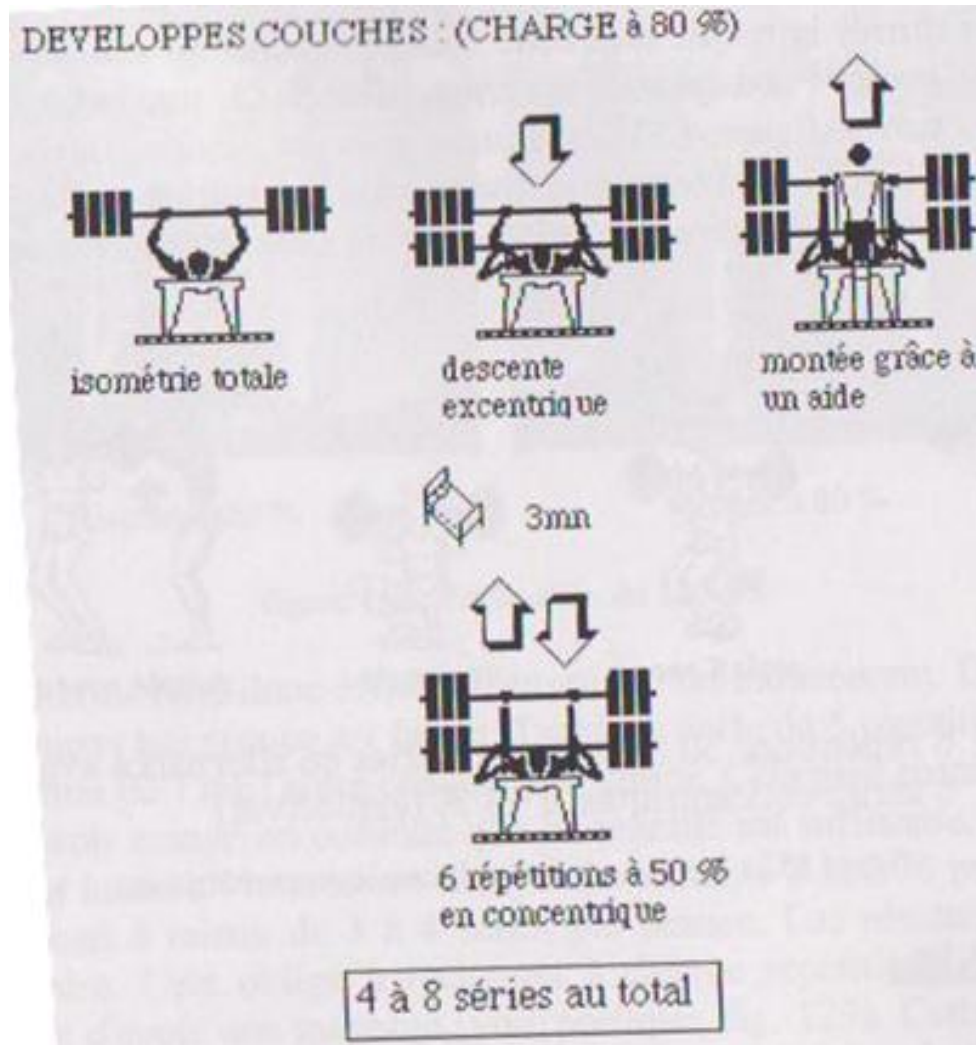 DEVELOPPES COUCHES : (CHARGE à 80 %)
isométrie totale
descente
excentrique
montée grâce à
un aide
3mn
6 répétitions à 50 %
en concentrique
4 à 8 séries au total